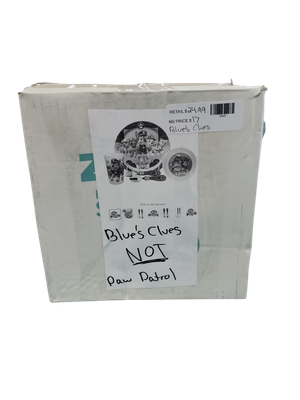 RETAIL $24.99
NS PRICE $17
Blue's Clues
Blue's Clues
NOT
Paw Patrol